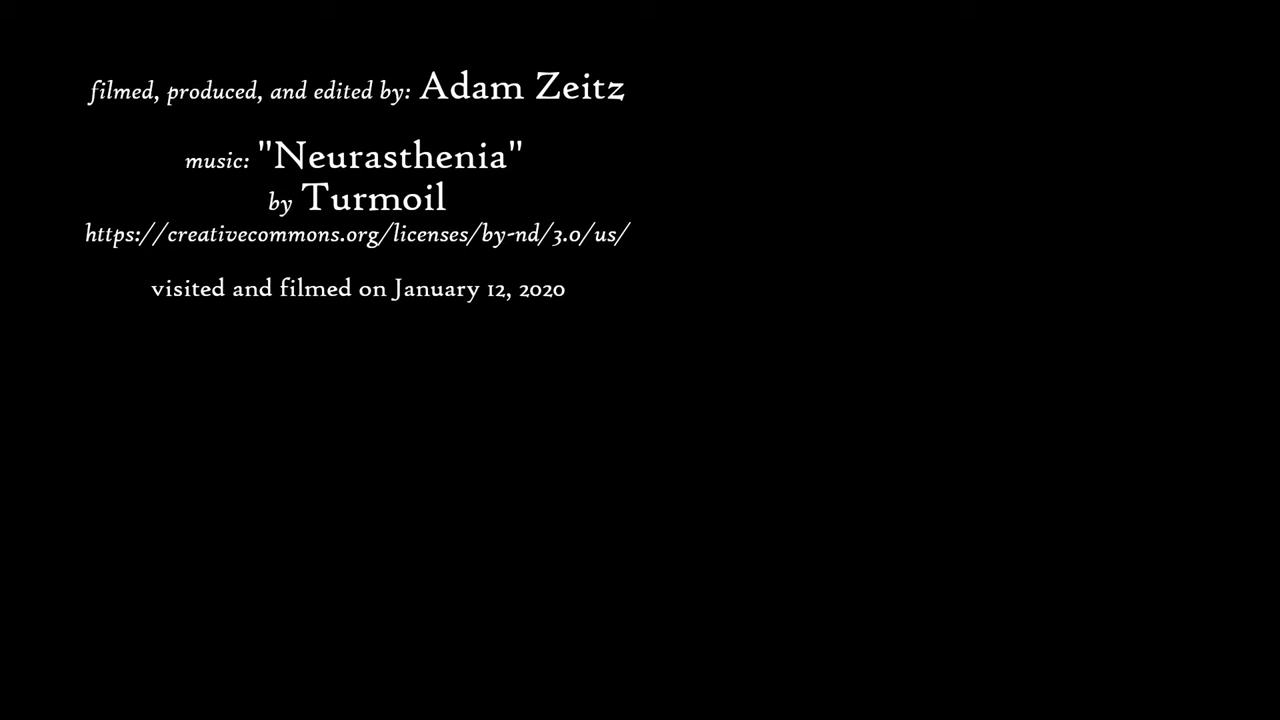 filmed, produced, and edited by: Adam Zeitz
music: "Neurasthenia"
by Turmoil
https://creativecommons.org/licenses/by-nd/3.0/us/
visited and filmed on January 12, 2020